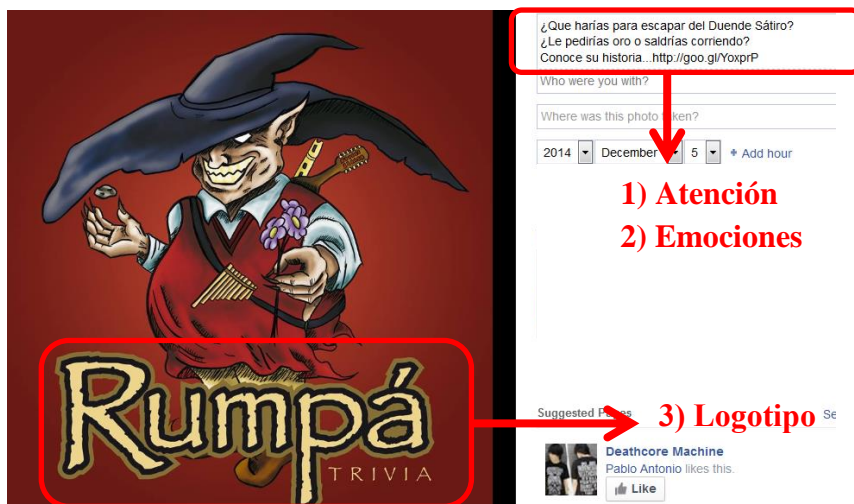 ¿Que harías para escapar del Duende Sátiro?
¿Le pedirías oro o saldrías corriendo?
Conoce su historia...http://goo.gl/YoxprP
Who were you with?
Where was this photo taken?
2014 December 5 + Add hour
1) Atención
2) Emociones
Rumpá
TRIVIA
Suggested Pages Se
3) Logotipo
Deathcore Machine
Pablo Antonio likes this.
Like